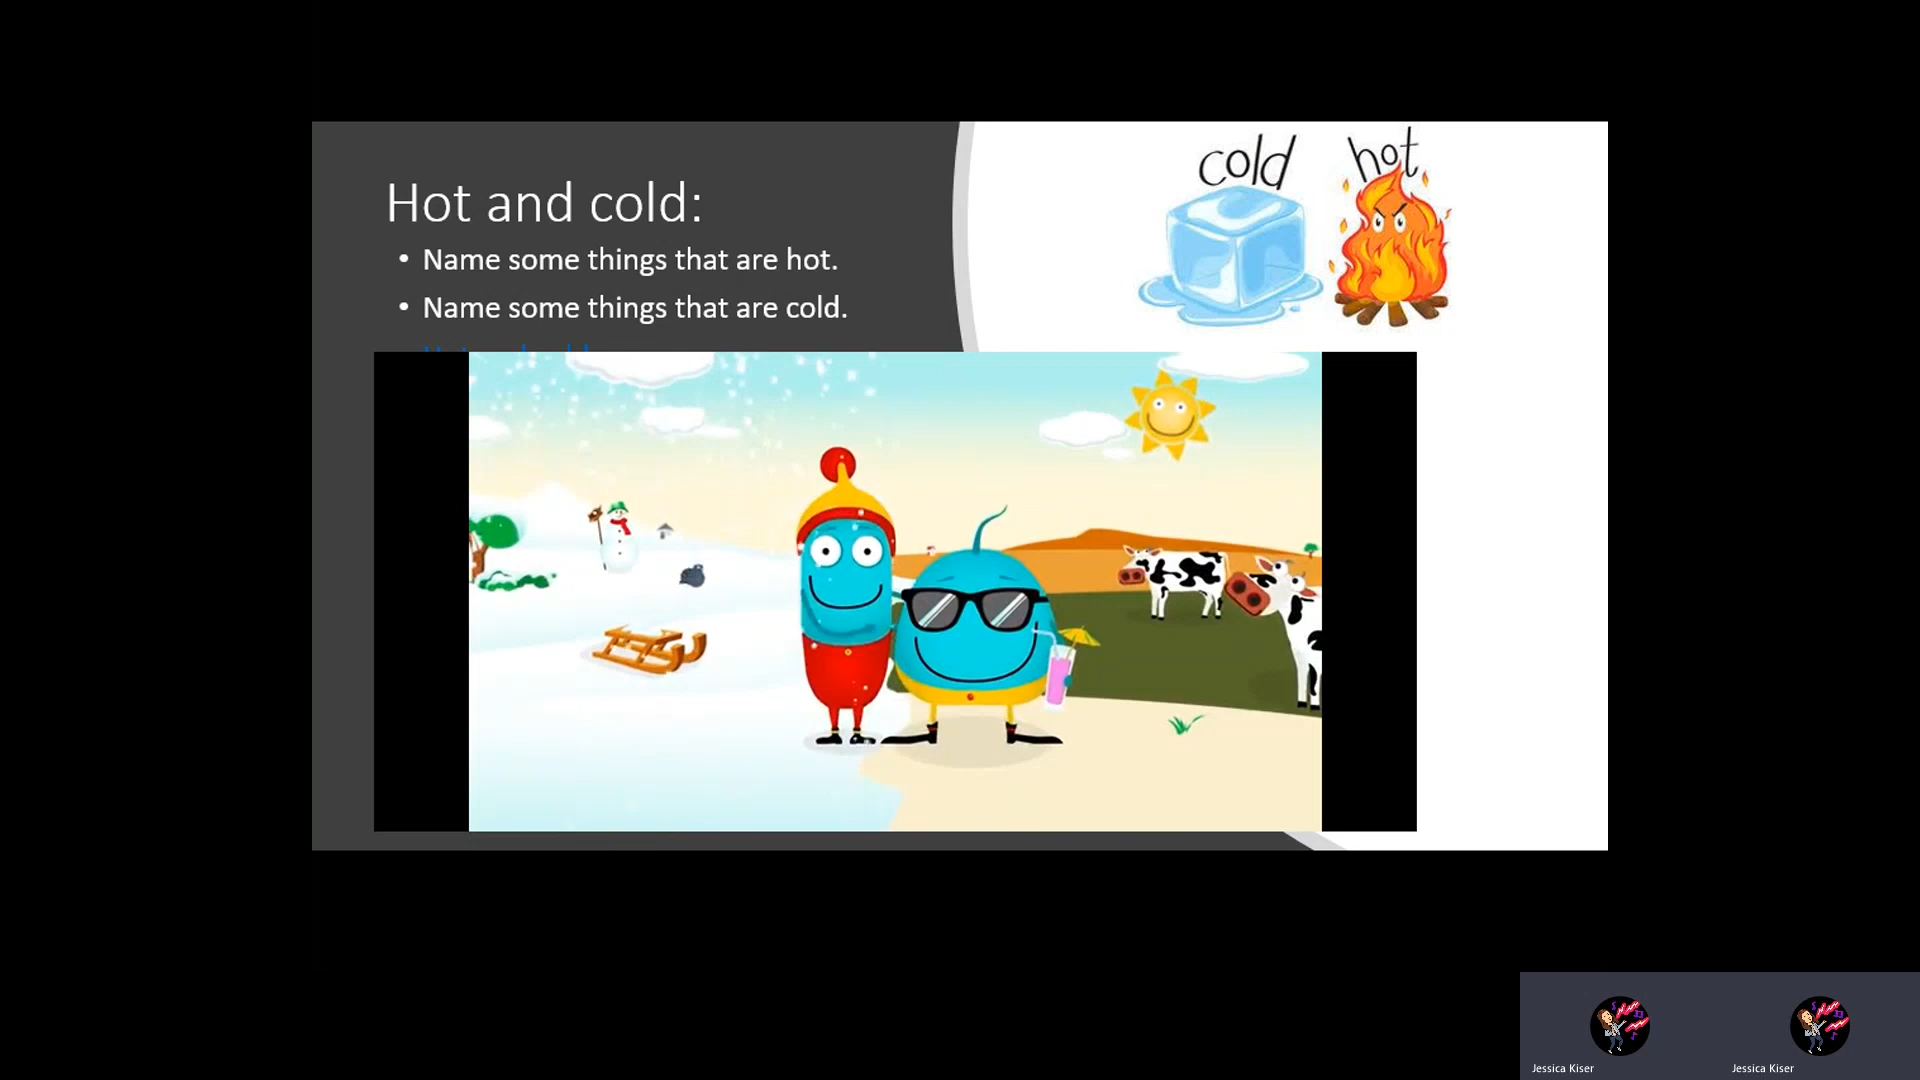 cold hot
Hot and cold:
• Name some things that are hot.
• Name some things that are cold.
Jessica Kiser
Jessica Kiser